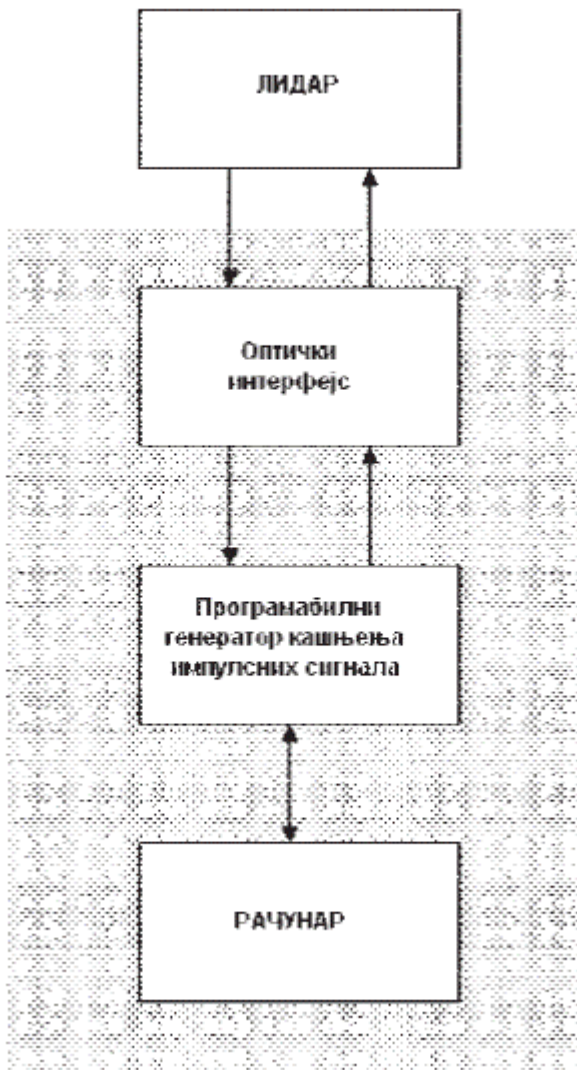 ЛИДАР
Оптички
интерфејс
Програмабилни
генератор кашњења
импулсних сигнала
РАЧУНАР